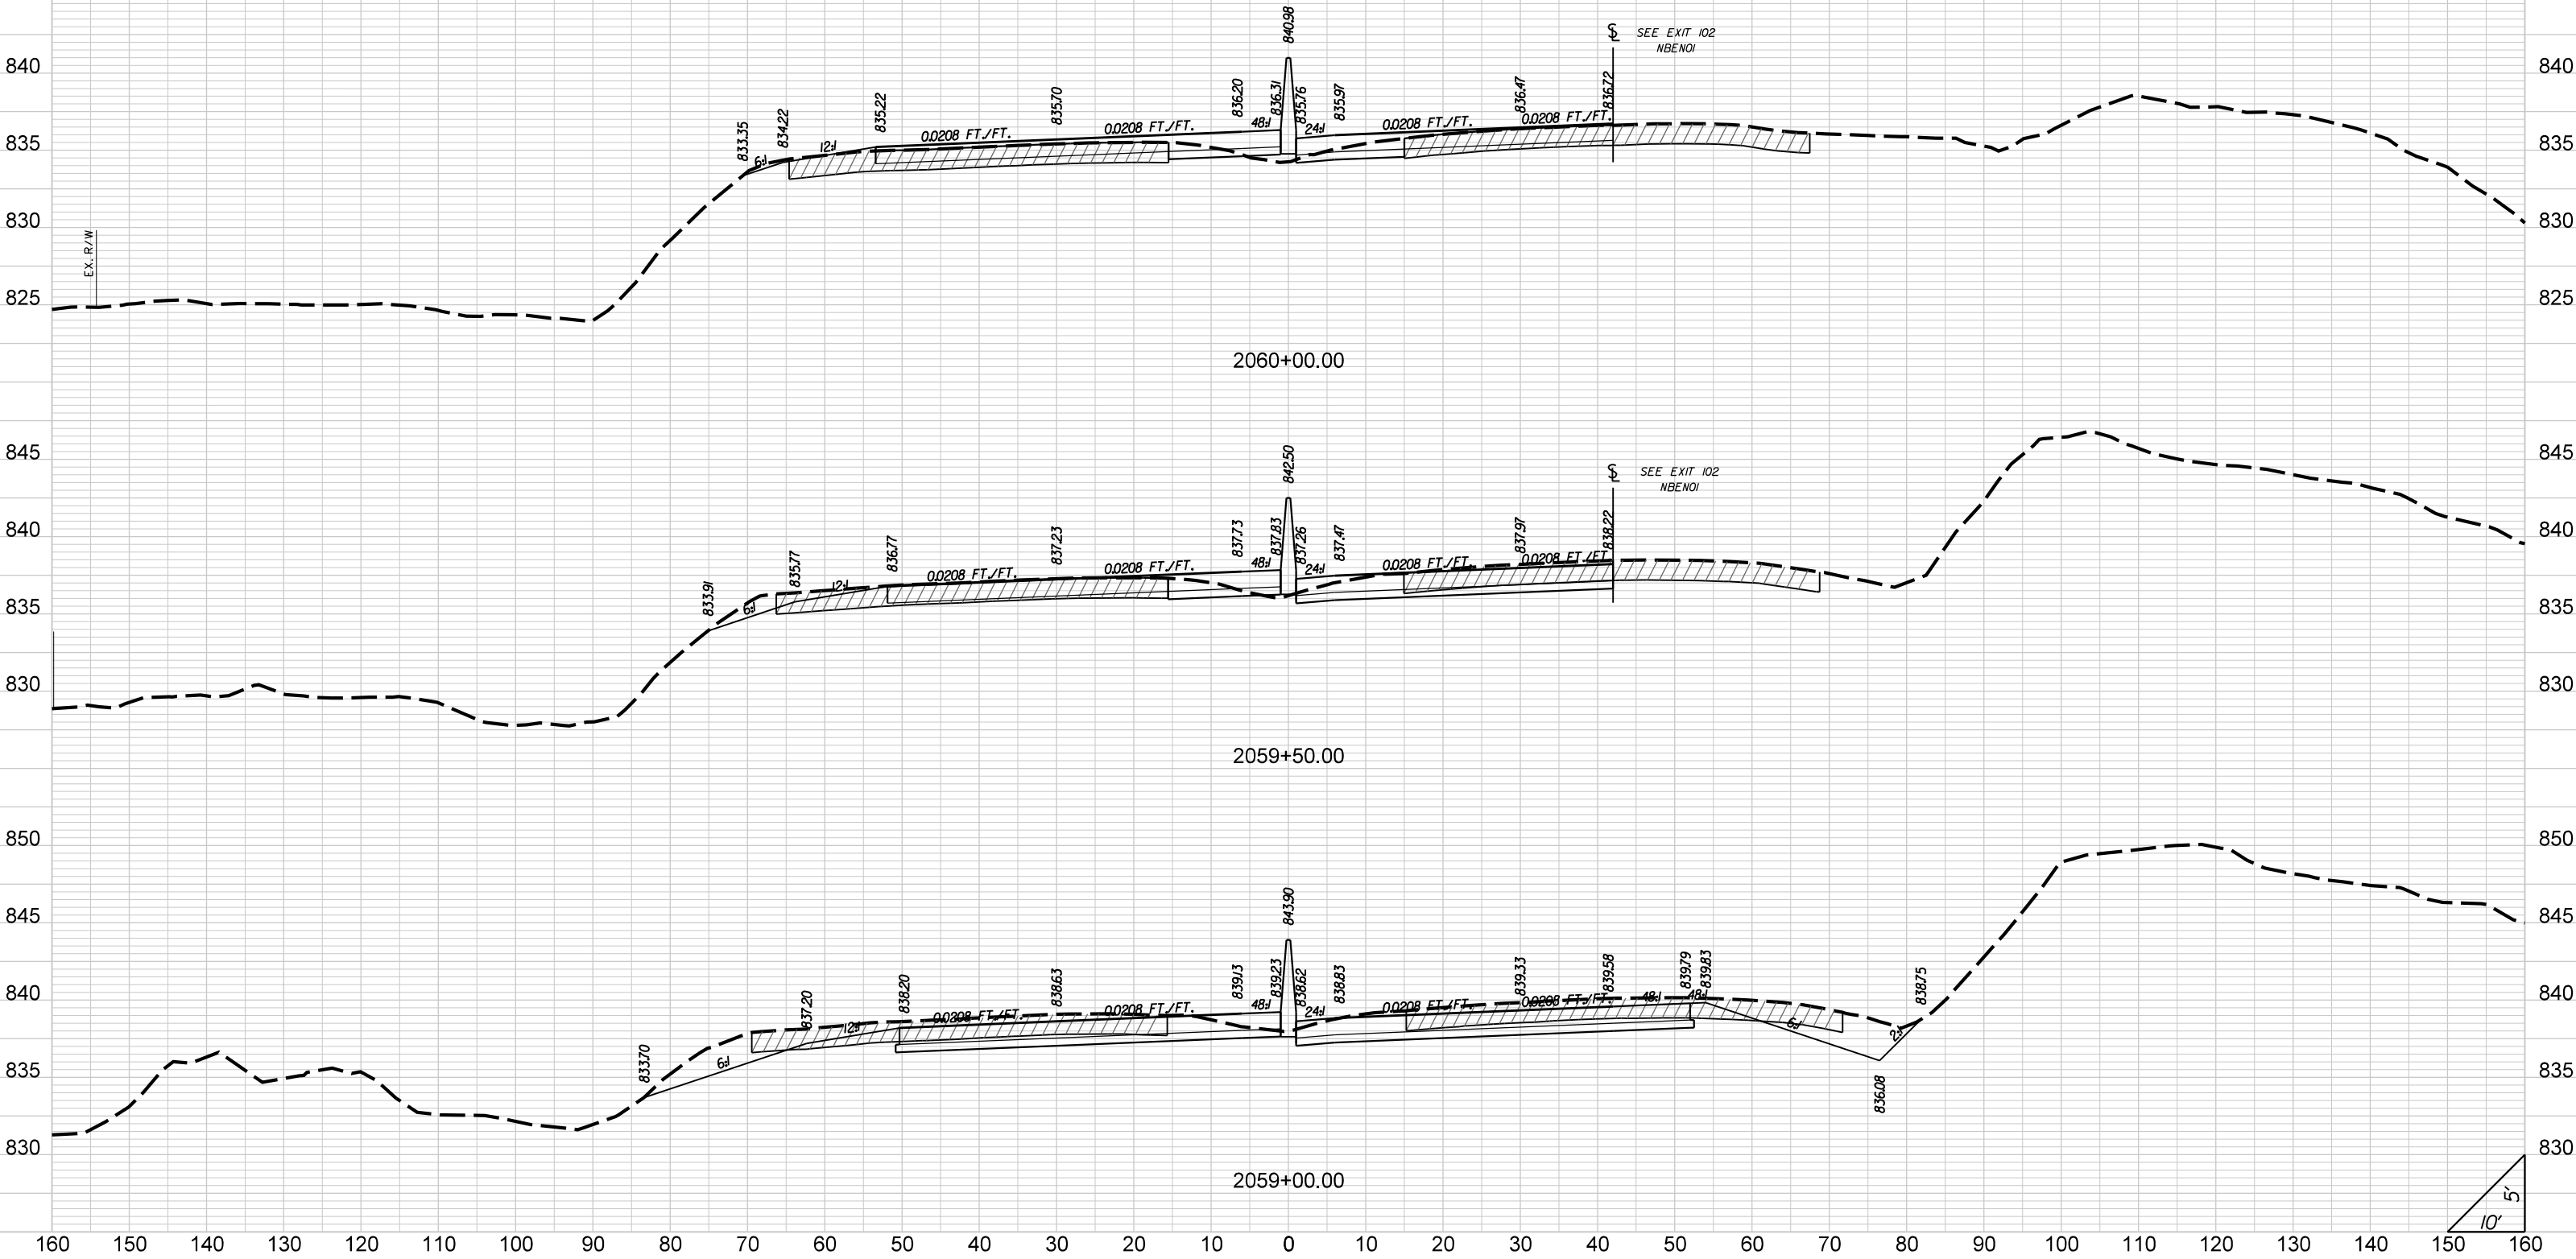 840.98
℄ SEE EXIT 102
NBEN01
840 840
833.35 834.22 835.22 835.70 836.20 836.31 835.76 835.97 836.47 836.72
6:1 12:1 0.0208 FT./FT. 0.0208 FT./FT. 48:1 24:1 0.0208 FT./FT. 0.0208 FT./FT.
835 835
830 830
EX. R/W
825 825
2060+00.00
842.50
℄ SEE EXIT 102
NBEN01
845 845
840 840
833.91 835.77 836.77 837.23 837.73 837.83 837.26 837.47 837.97 838.22
6:1 12:1 0.0208 FT./FT. 0.0208 FT./FT. 48:1 24:1 0.0208 FT./FT. 0.0208 FT./FT.
835 835
830 830
2059+50.00
850 850
843.90
845 845
840 840
833.70 837.20 838.20 838.63 839.13 839.23 838.62 838.83 839.33 839.58 839.79 839.83 838.75
6:1 12:1 0.0208 FT./FT. 0.0208 FT./FT. 48:1 24:1 0.0208 FT./FT. 0.0208 FT./FT. 48:1 48:1 6:1 2:1
835 835
836.08
830 830
2059+00.00
5'
10'
160 150 140 130 120 110 100 90 80 70 60 50 40 30 20 10 0 10 20 30 40 50 60 70 80 90 100 110 120 130 140 150 160